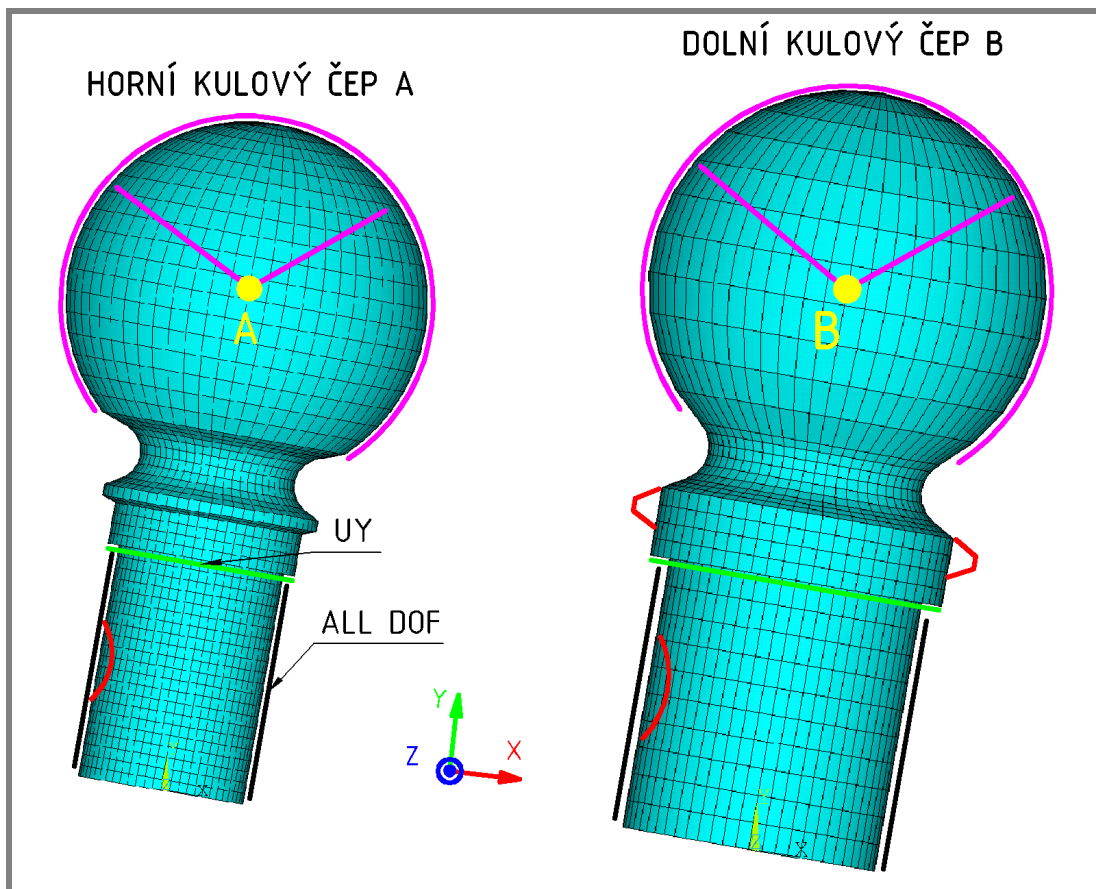 HORNÍ KULOVÝ ČEP A
DOLNÍ KULOVÝ ČEP B
A
B
UY
ALL DOF
Y
Z
X
Y
X
Y
Z
X